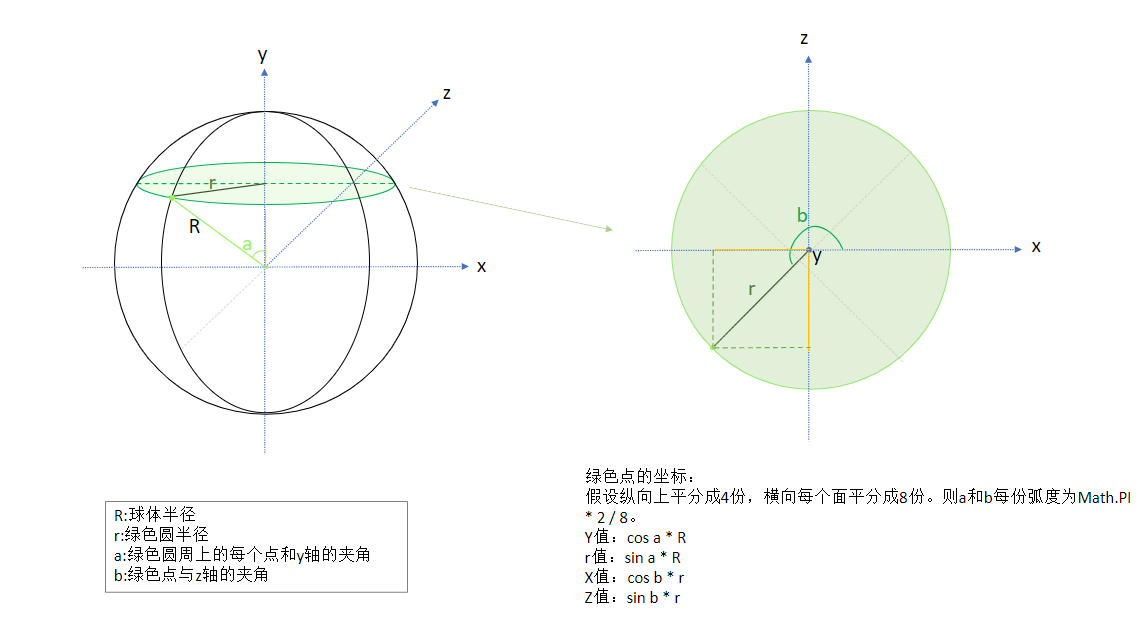 y
z
r
R
a
x
R:球体半径
r:绿色圆半径
a:绿色圆周上的每个点和y轴的夹角
b:绿色点与z轴的夹角
z
b
x
y
r
绿色点的坐标：
假设纵向上平分成4份，横向每个面平分成8份。则a和b每份弧度为Math.PI
* 2 / 8。
Y值：cos a * R
r值：sin a * R
X值：cos b * r
Z值：sin b * r